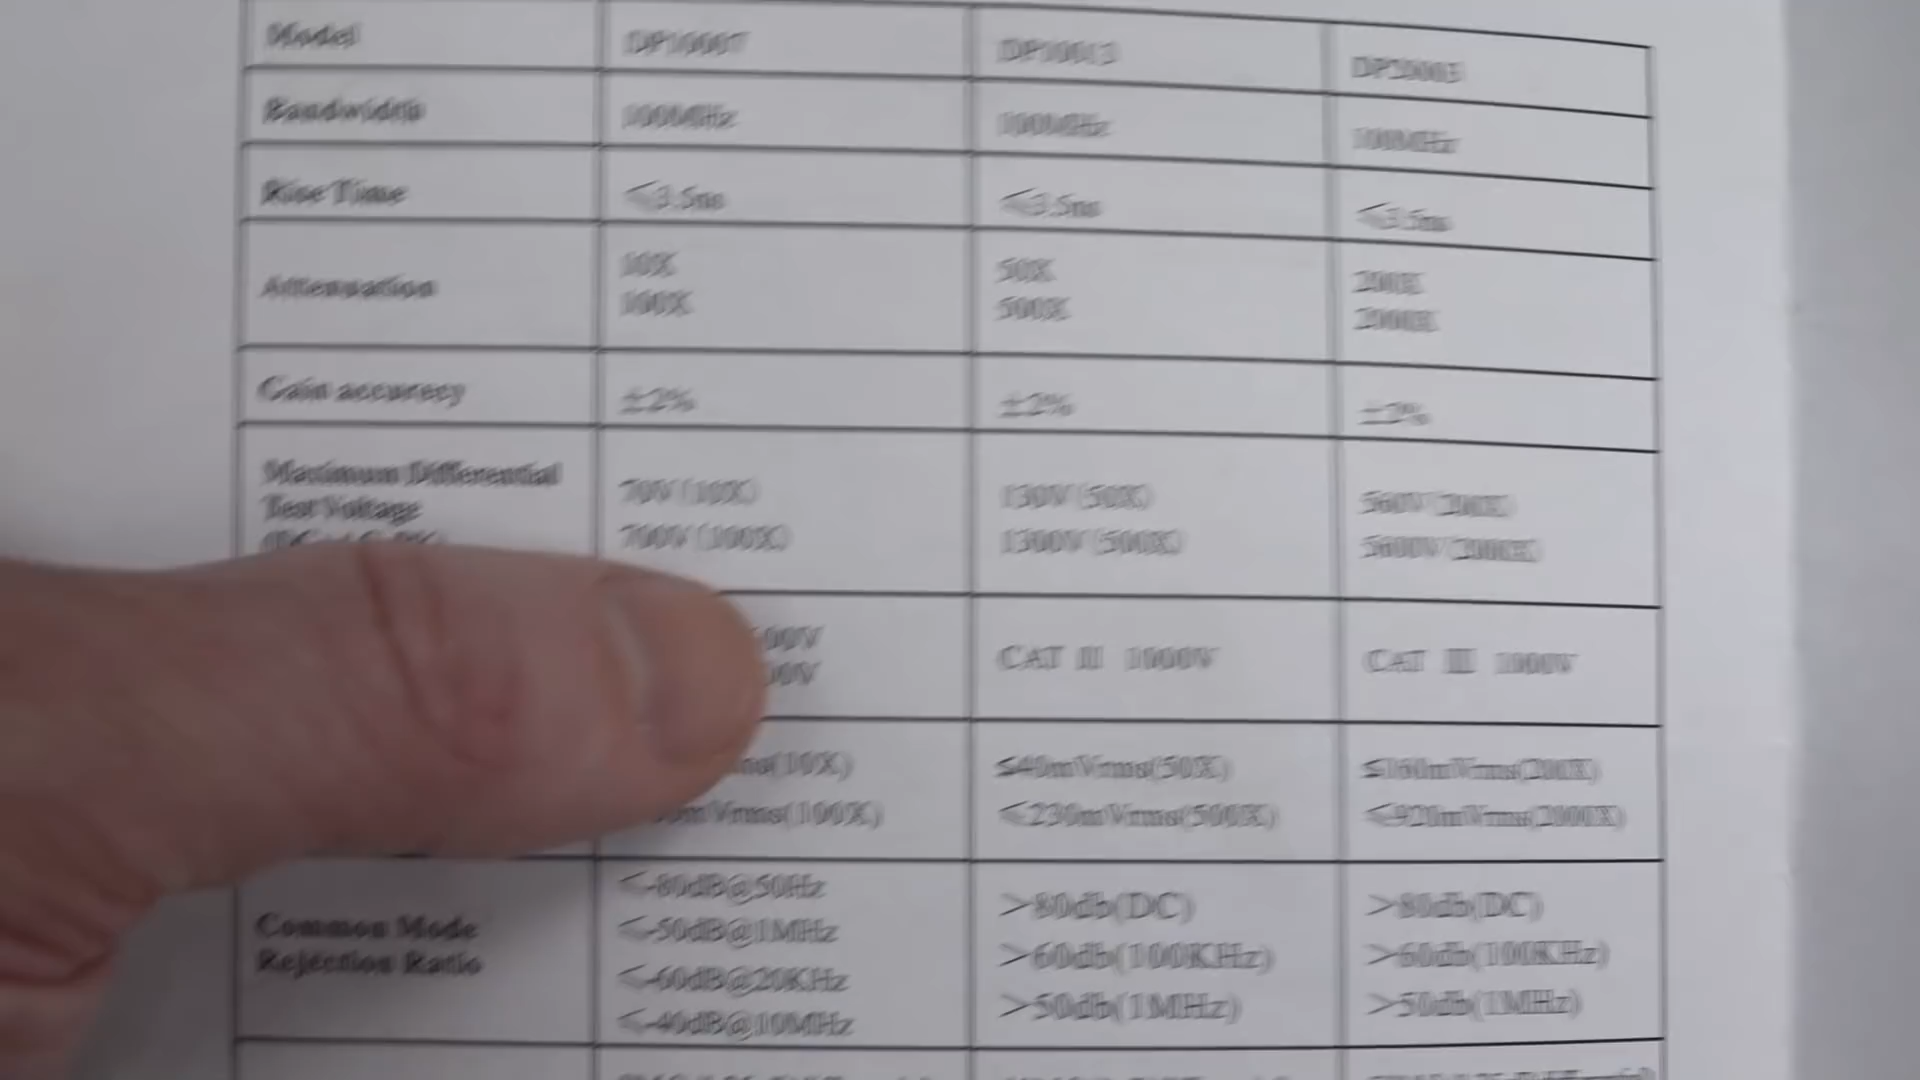 Model DP10007 DP10013 DP20003
Bandwidth 100MHz 100MHz 100MHz
Rise Time ≤3.5ns ≤3.5ns ≤3.5ns
Attenuation
10X 50X 200X
100X 500X 2000X
Gain accurecy ±2% ±2% ±2%
Maximum Differential
Test Voltage
70V (10X) 130V (50X) 560V (200X)
700V (100X) 1300V (500X) 5600V (2000X)
CAT III 1000V CAT III 1000V
(10X) ≤40mVrms(50X) ≤160mVrms(200X)
mVrms(100X) ≤230mVrms(500X) ≤920mVrms(2000X)
Common Mode
Rejection Ratio
≤-80dB@50Hz >80db(DC) >80db(DC)
≤-50dB@1MHz >60db(100KHz) >60db(100KHz)
≤-60dB@20KHz >50db(1MHz) >50db(1MHz)
≤-40dB@10MHz